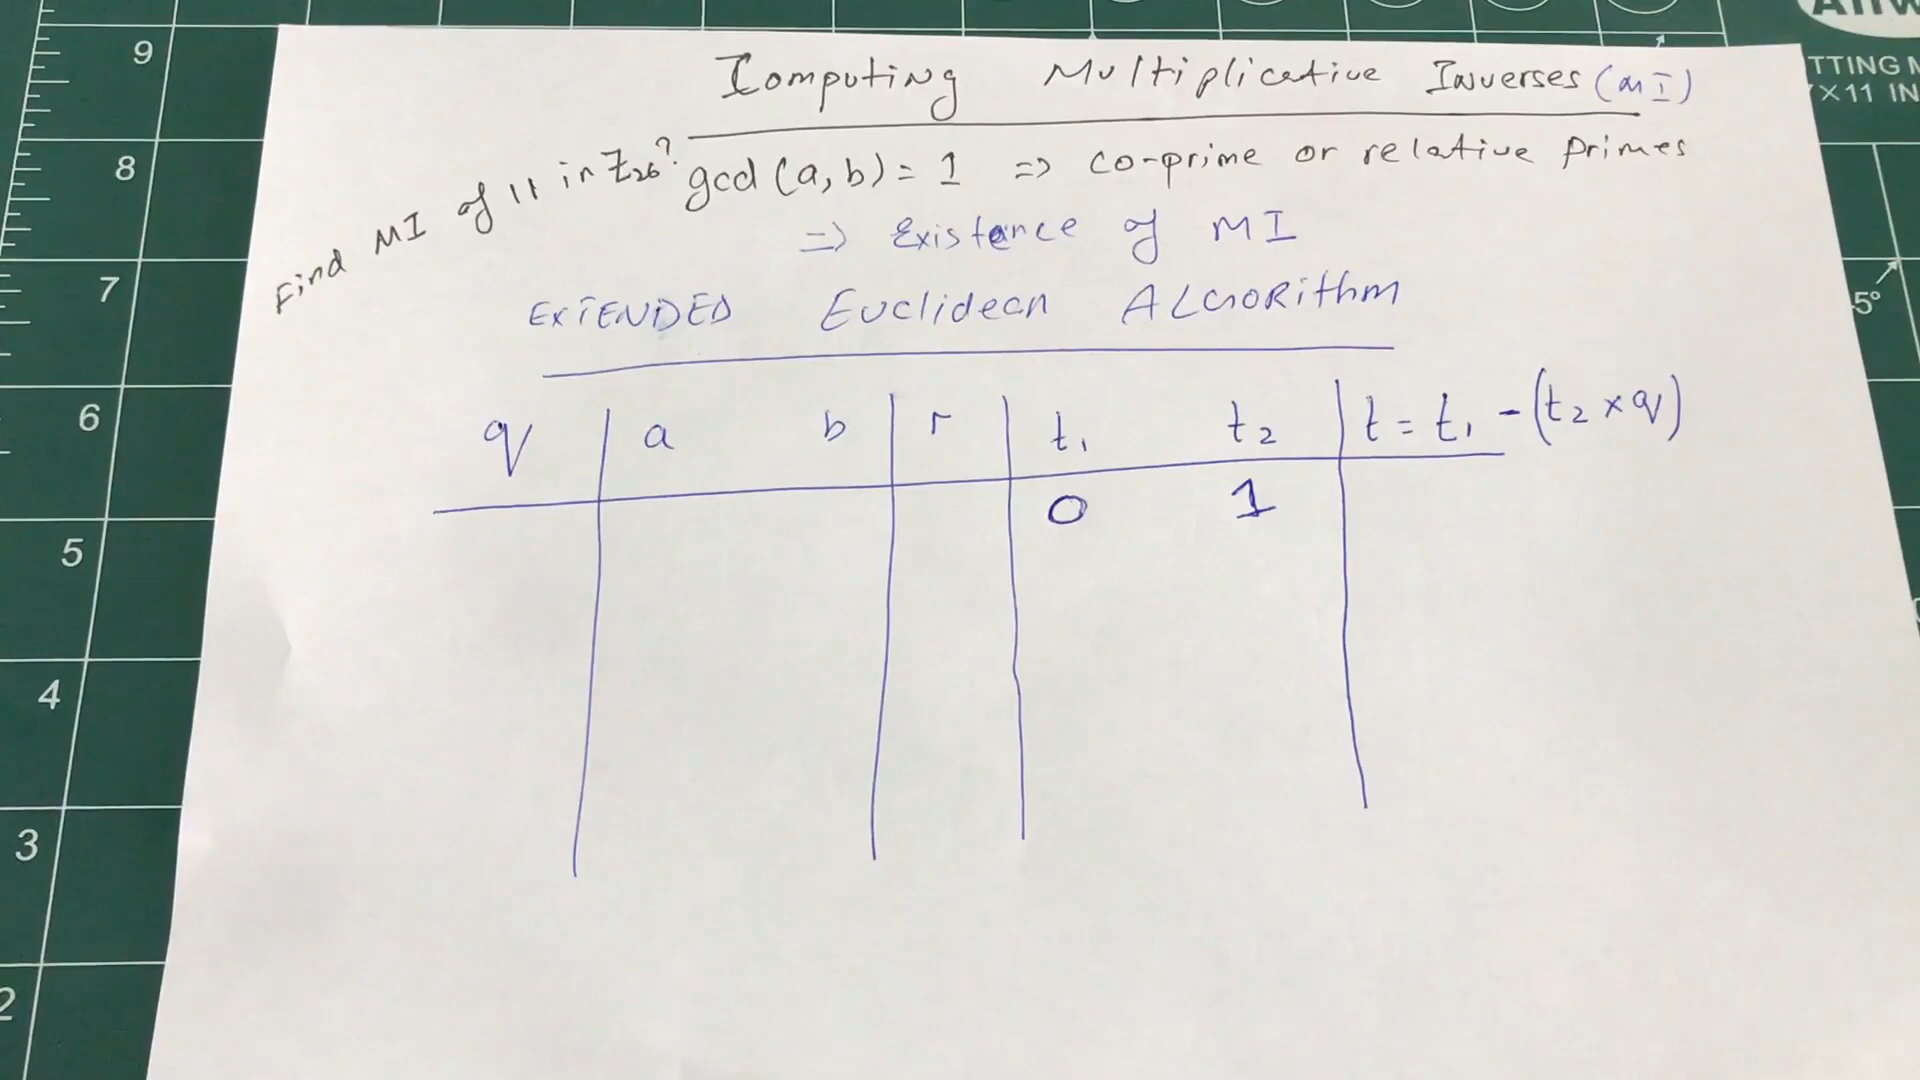 Computing Multiplicative Inverses (MI)
Find MI of 11 in Z26?
gcd (a, b) = 1 => co-prime or relative primes
=> Existence of MI
EXTENDED Euclidean ALGORithm
q a b r t1 t2 t = t1 - (t2 × q)
0 1
9
8
7
6
5
4
3
2
TTING
X11 IN
5°